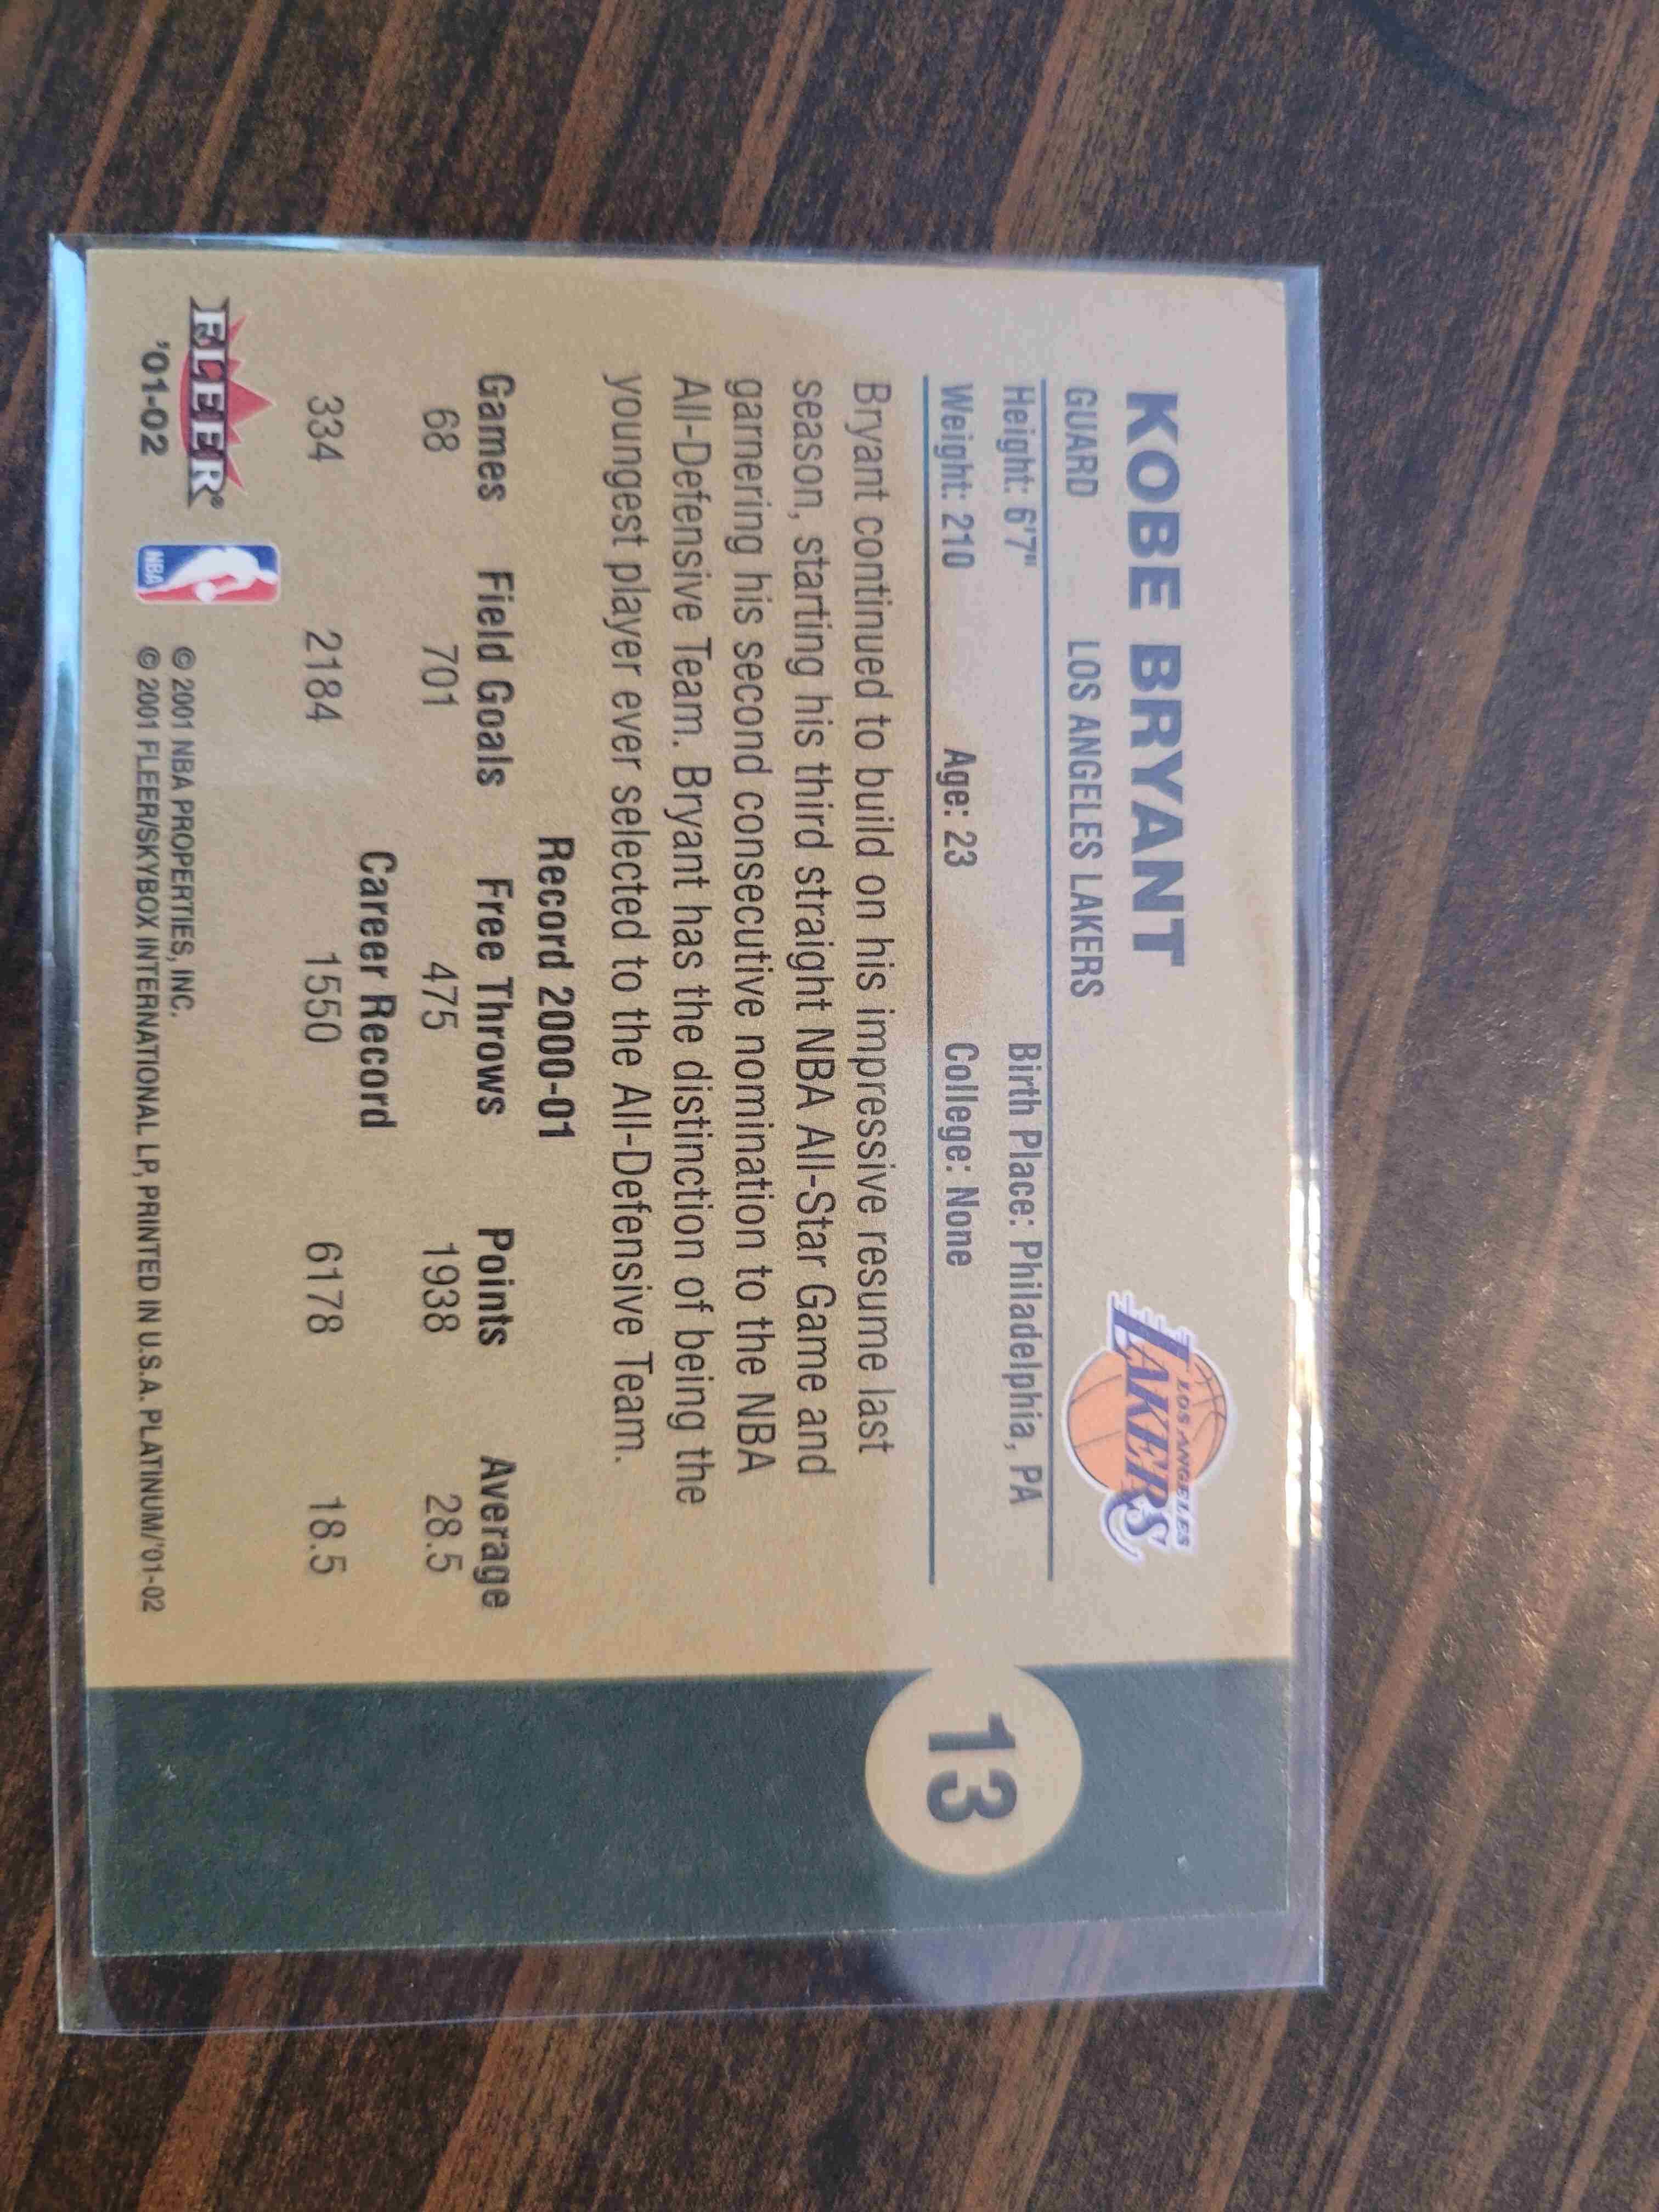 KOBE BRYANT
LOS ANGELES
LAKERS
GUARD LOS ANGELES LAKERS
Height: 6'7" Birth Place: Philadelphia, PA
Weight: 210 Age: 23 College: None
13
Bryant continued to build on his impressive resume last
season, starting his third straight NBA All-Star Game and
garnering his second consecutive nomination to the NBA
All-Defensive Team. Bryant has the distinction of being the
youngest player ever selected to the All-Defensive Team.
Record 2000-01
Games Field Goals Free Throws Points Average
68 701 475 1938 28.5
Career Record
334 2184 1550 6178 18.5
FLEER®
'01-02
NBA
© 2001 NBA PROPERTIES, INC.
© 2001 FLEER/SKYBOX INTERNATIONAL LP, PRINTED IN U.S.A. PLATINUM/'01-02